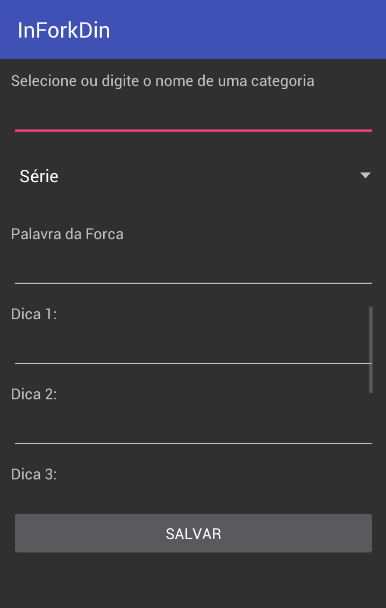 InForkDin
Selecione ou digite o nome de uma categoria
Série
Palavra da Forca
Dica 1:
Dica 2:
Dica 3:
SALVAR